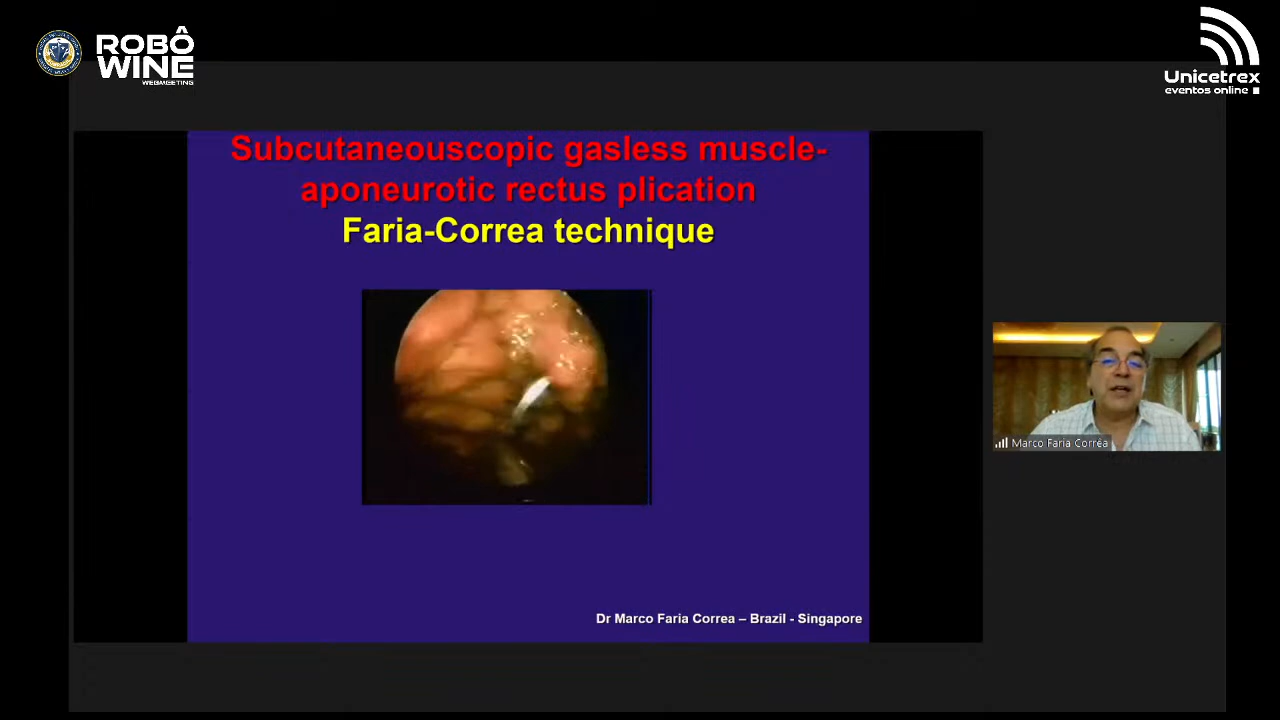 ROBÔ
WINE
WEBMEETING
Unicetrex
eventos online
Subcutaneouscopic gasless muscle-
aponeurotic rectus plication
Faria-Correa technique
Marco Faria Corrêa
Dr Marco Faria Correa – Brazil - Singapore